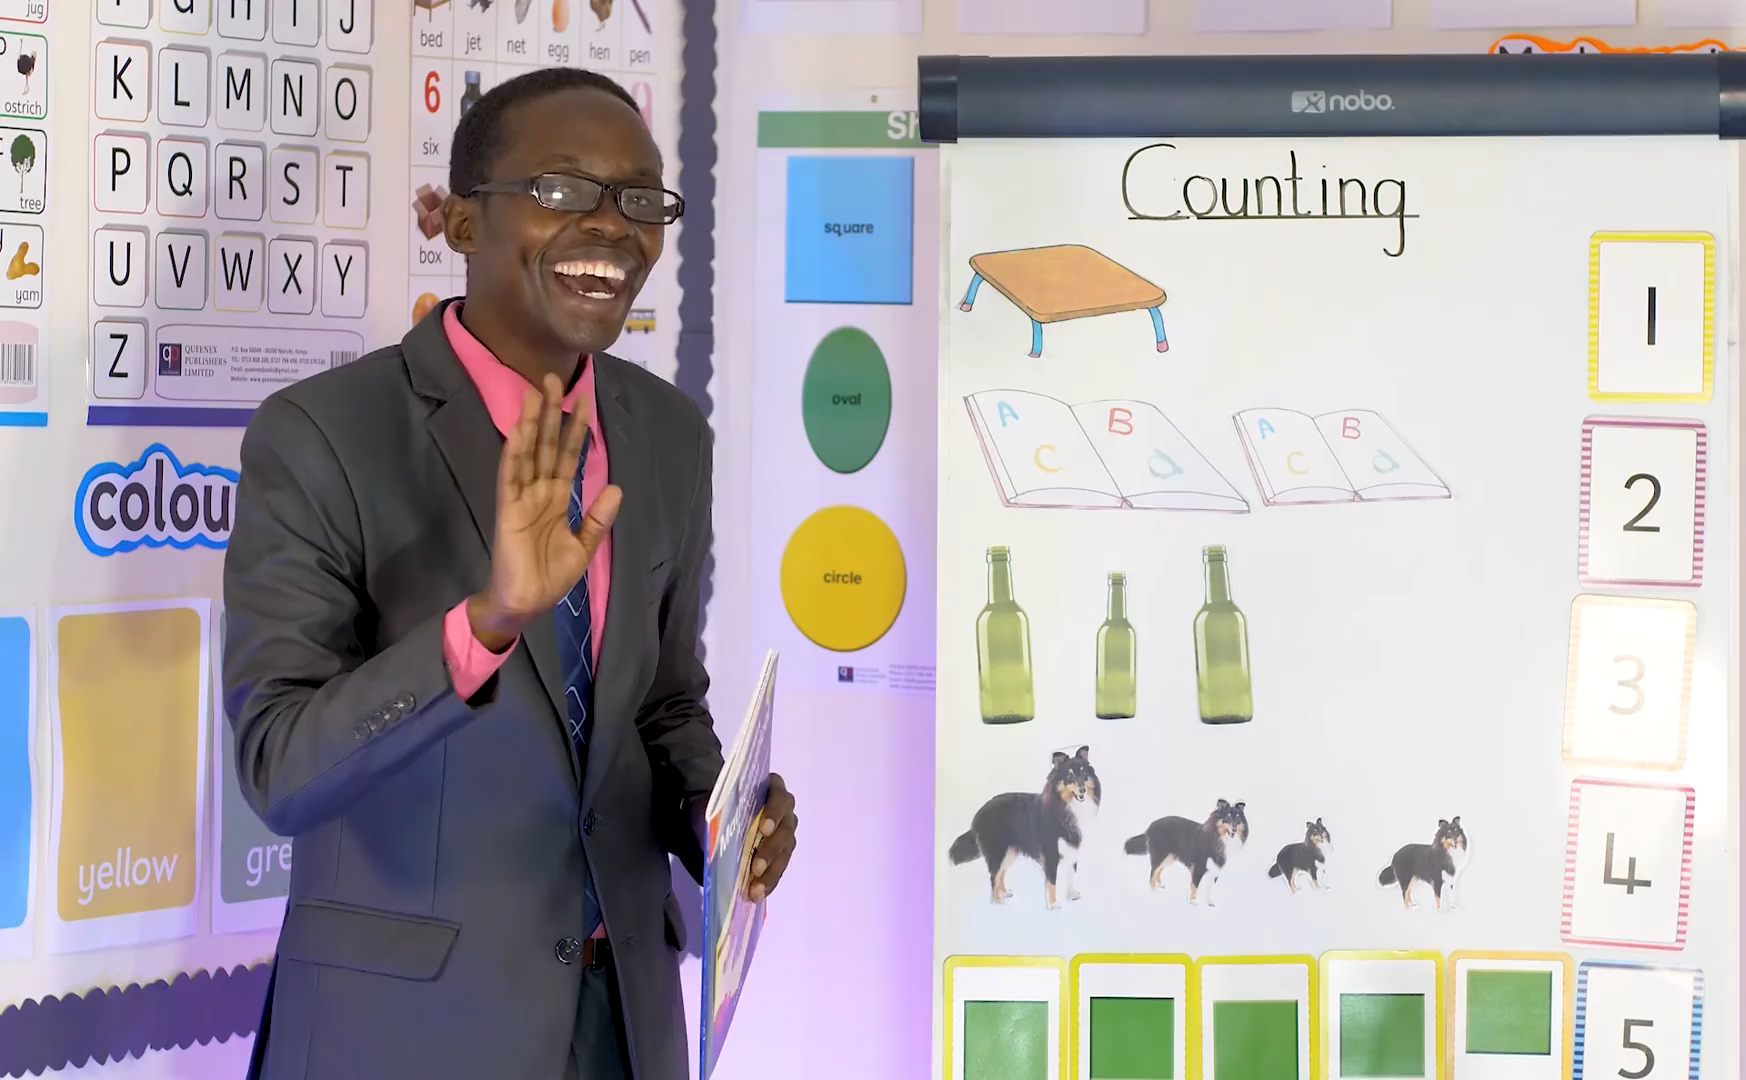 jug
ostrich
tree
yam
J
K L M N O
P Q R S T
U V W X Y
Z
QUEENEX
PUBLISHERS
LIMITED
colou
yellow
gre
bed jet net egg hen pen
6
six
box
Sh
square
oval
circle
nobo
Counting
1
A B
C d
A B
C d
2
3
4
5